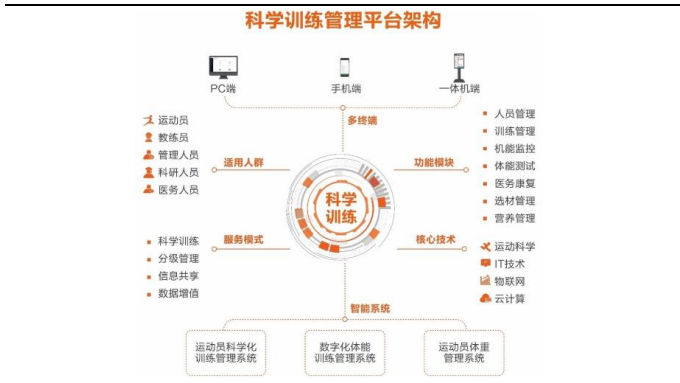 科学训练管理平台架构
PC端
手机端
一体机端
多终端
运动员
教练员
管理人员
科研人员
医务人员
适用人群
功能模块
人员管理
训练管理
机能监控
体能测试
医务康复
选材管理
营养管理
科学
训练
服务模式
科学训练
分级管理
信息共享
数据增值
核心技术
运动科学
IT技术
物联网
云计算
智能系统
运动员科学化
训练管理系统
数字化体能
训练管理系统
运动员体重
管理系统